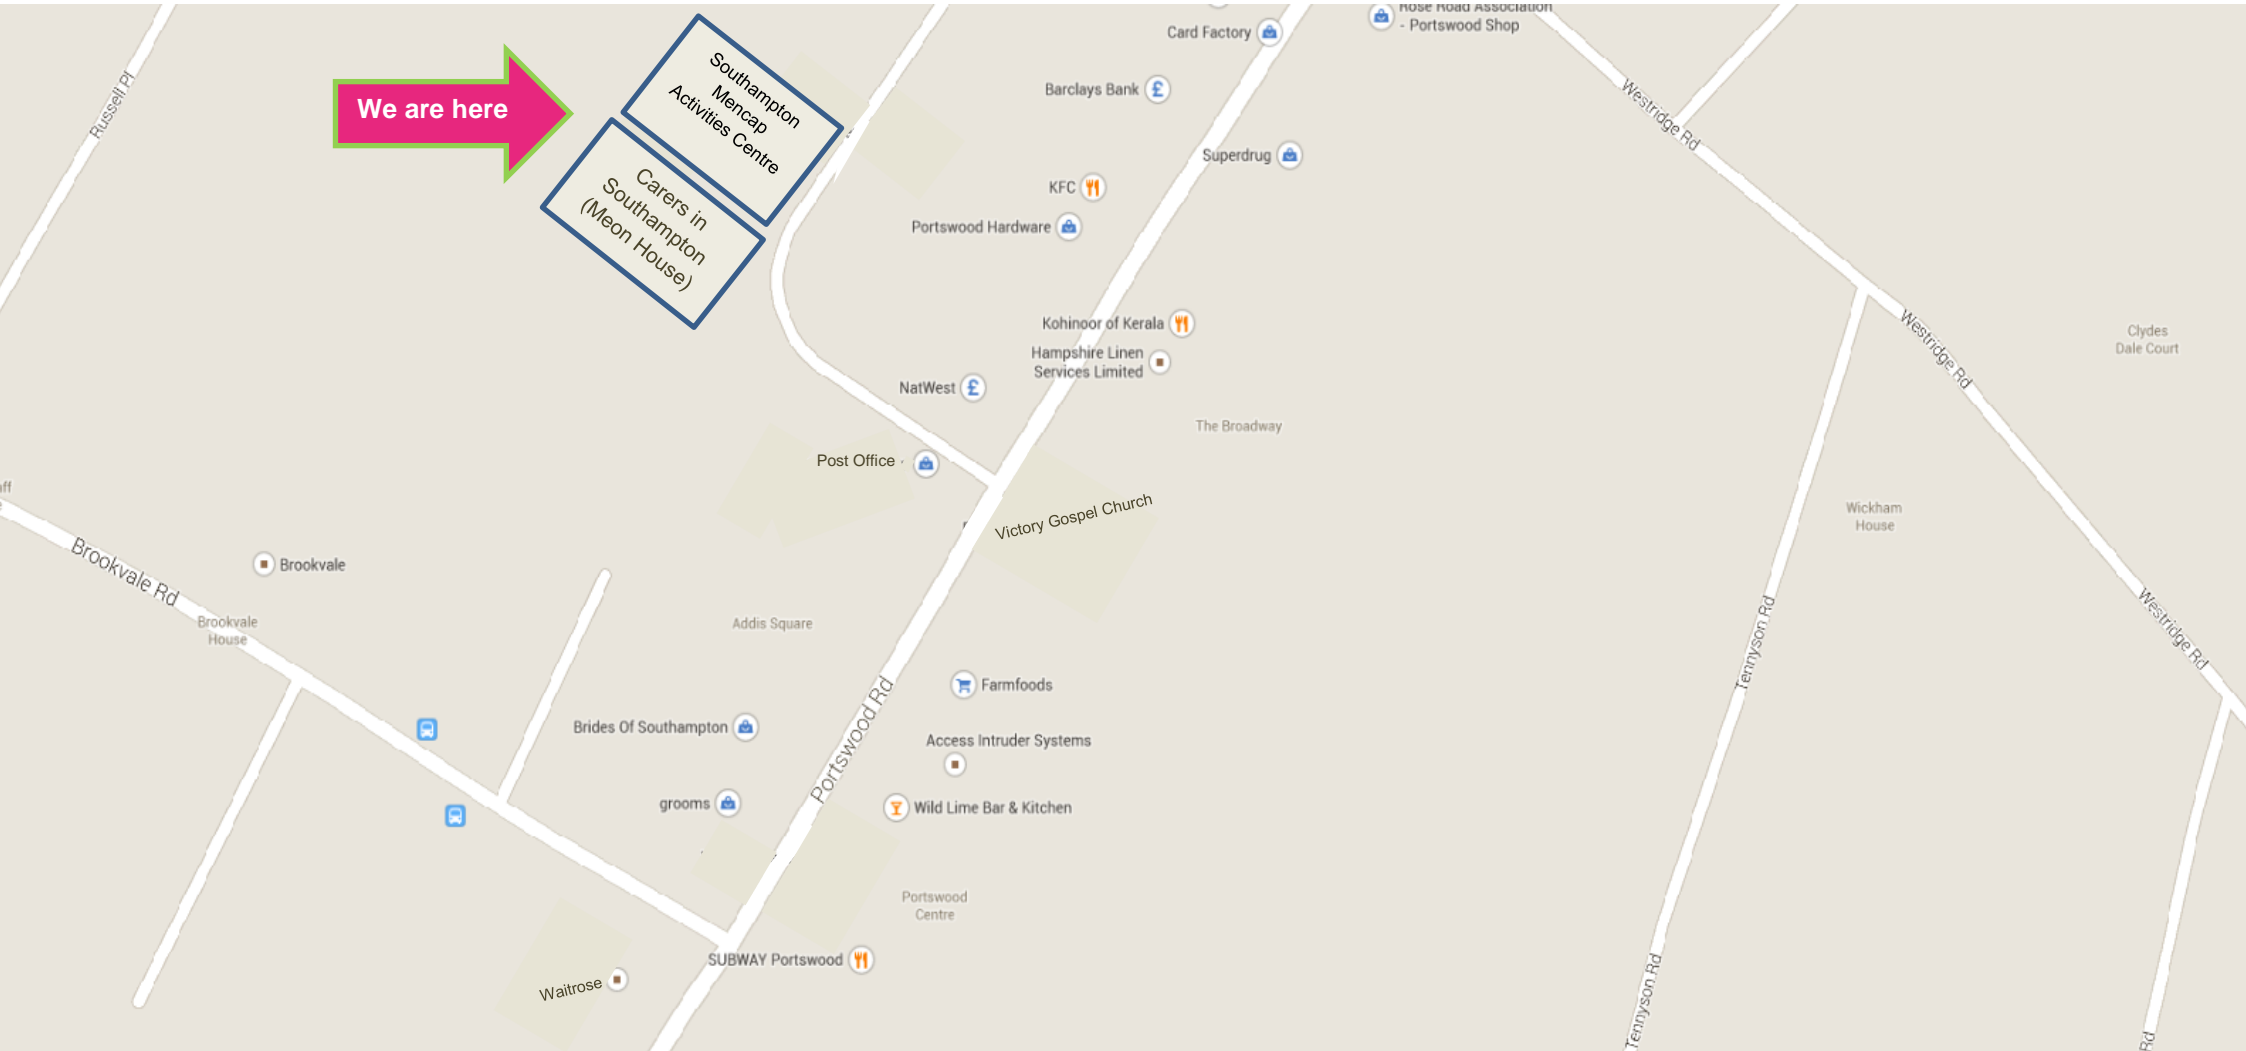 Rose Road Association
- Portswood Shop
Card Factory
Southampton
Mencap
Activities Centre
We are here
Russell Pl
Barclays Bank
Westridge Rd
Superdrug
Carers in
Southampton
(Meon House)
KFC
Portswood Hardware
Kohinoor of Kerala
Hampshire Linen
Services Limited
Westridge Rd
Clydes
Dale Court
NatWest
The Broadway
Post Office
Victory Gospel Church
Wickham
House
Brookvale Rd
Brookvale
Brookvale
House
Addis Square
Westridge Rd
Tennyson Rd
Farmfoods
Brides Of Southampton
Portswood Rd
Access Intruder Systems
grooms
Wild Lime Bar & Kitchen
Portswood
Centre
SUBWAY Portswood
Waitrose
Tennyson Rd
Rd